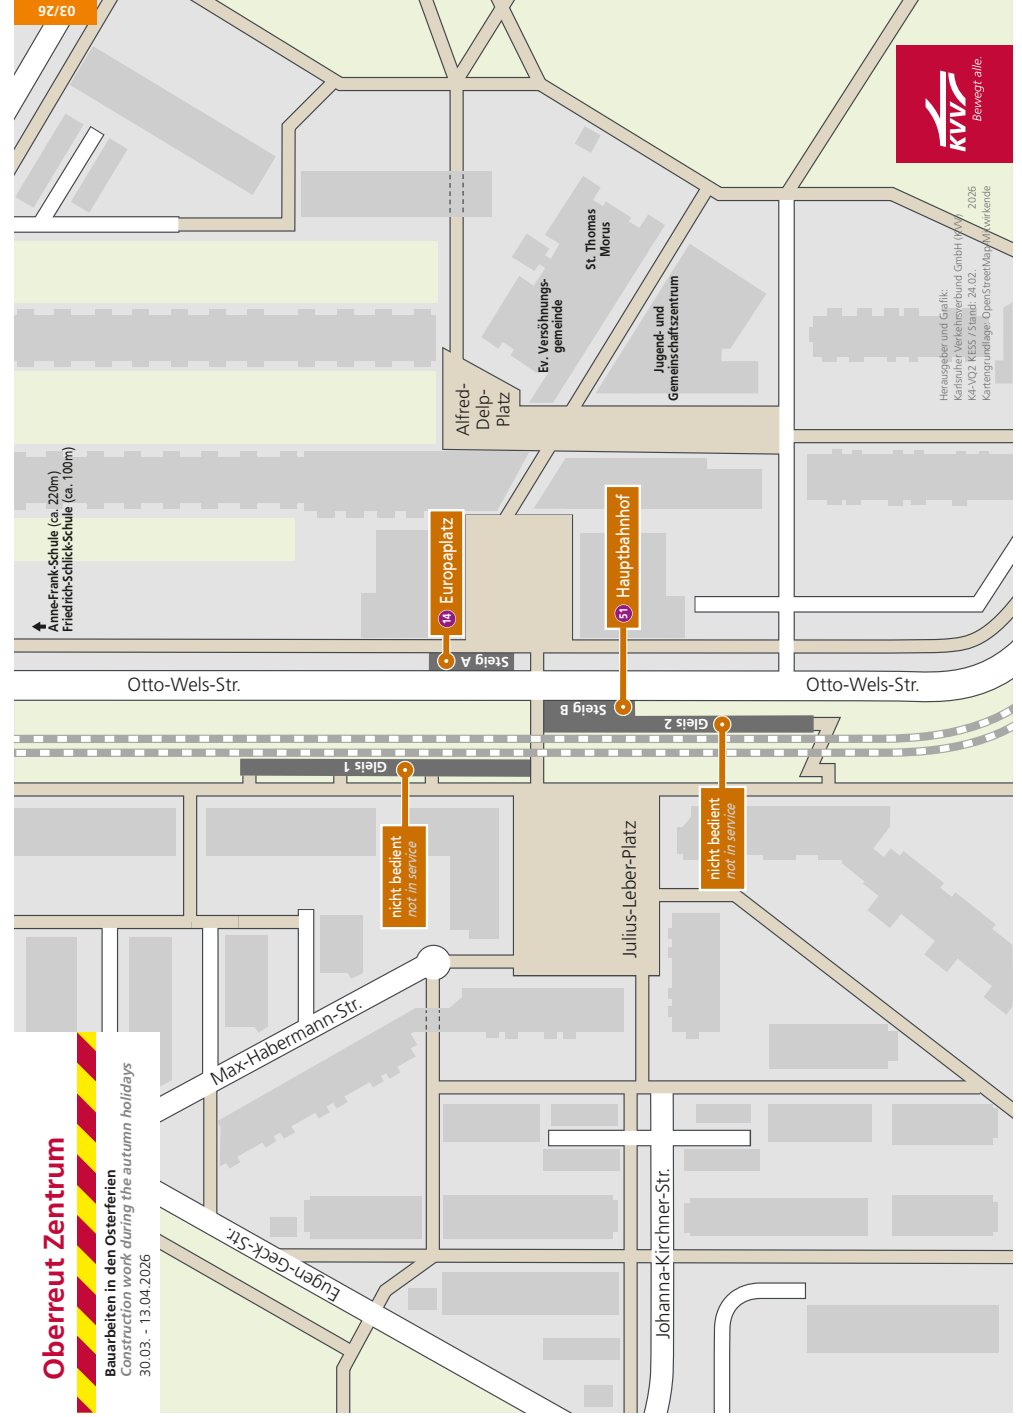 Oberreut Zentrum
Bauarbeiten in den Osterferien
Construction work during the autumn holidays
30.03. - 13.04.2026
03/26
KVV
Bewegt alle.
Herausgeber und Grafik:
Karlsruher Verkehrsverbund GmbH (KVV) 2026
K4-VQ2 KESS / Stand: 24.02.
Kartengrundlage: OpenStreetMap-Mitwirkende
Anne-Frank-Schule (ca. 220m)
Friedrich-Schlick-Schule (ca. 100m)
Otto-Wels-Str.
Otto-Wels-Str.
14 Europaplatz
Steig A
51 Hauptbahnhof
Steig B
Gleis 2
nicht bedient
not in service
Gleis 1
nicht bedient
not in service
Alfred-
Delp-
Platz
Ev. Versöhnungs-
gemeinde
St. Thomas
Morus
Jugend- und
Gemeinschaftszentrum
Julius-Leber-Platz
Max-Habermann-Str.
Eugen-Geck-Str.
Johanna-Kirchner-Str.